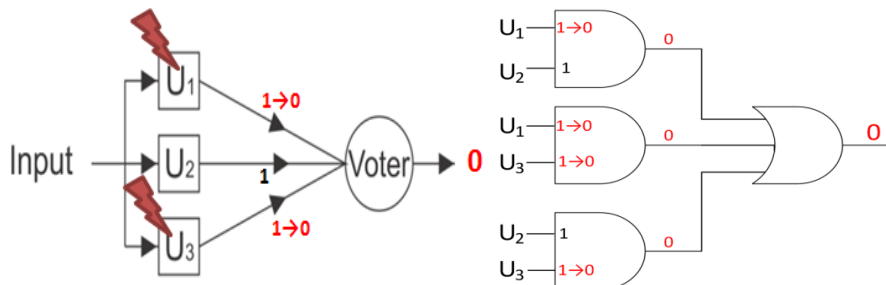 Input
U₁
U₂
U₃
1→0
1
1→0
Voter
0
U₁ 1→0
U₂ 1
0
U₁ 1→0
U₃ 1→0
0
U₂ 1
U₃ 1→0
0
0